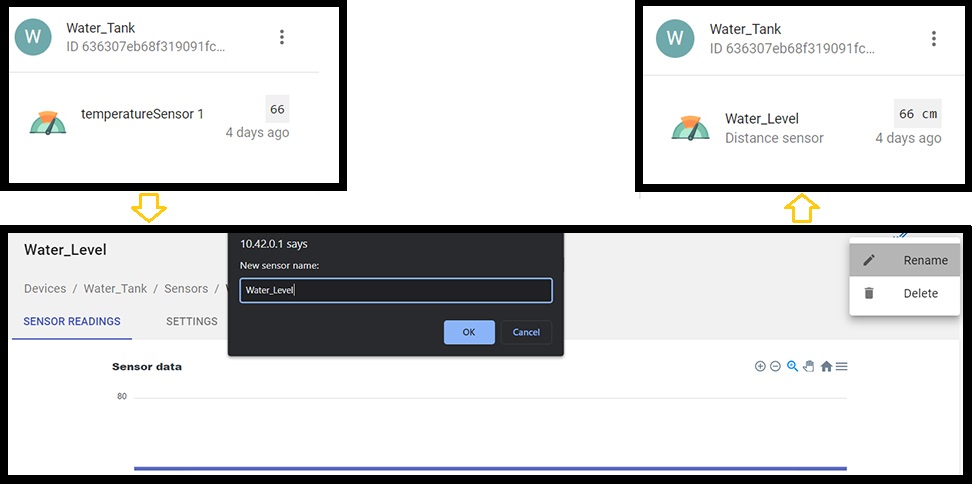 W
Water_Tank
ID 636307eb68f319091fc...
temperatureSensor 1
66
4 days ago
W
Water_Tank
ID 636307eb68f319091fc...
Water_Level
Distance sensor
66 cm
4 days ago
Water_Level
Devices / Water_Tank / Sensors /
SENSOR READINGS
SETTINGS
10.42.0.1 says
New sensor name:
Water_Level
OK
Cancel
Rename
Delete
Sensor data
80